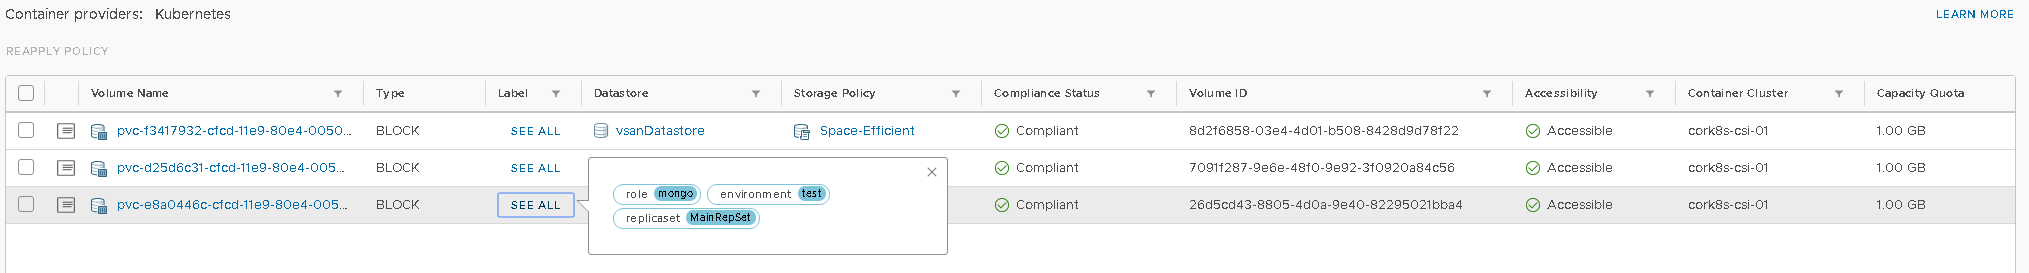 Container providers: Kubernetes
LEARN MORE
REAPPLY POLICY
Volume Name Type Label Datastore Storage Policy Compliance Status Volume ID Accessibility Container Cluster Capacity Quota
pvc-f3417932-cfcd-11e9-80e4-0050... BLOCK SEE ALL vsanDatastore Space-Efficient Compliant 8d2f6858-03e4-4d01-b508-8428d9d78f22 Accessible cork8s-csi-01 1.00 GB
pvc-d25d6c31-cfcd-11e9-80e4-005... BLOCK SEE ALL Compliant 7091f287-9e6e-48f0-9e92-3f0920a84c56 Accessible cork8s-csi-01 1.00 GB
pvc-e8a0446c-cfcd-11e9-80e4-005... BLOCK SEE ALL Compliant 26d5cd43-8805-4d0a-9e40-82295021bba4 Accessible cork8s-csi-01 1.00 GB
role mongo environment test
replicaset MainRepSet